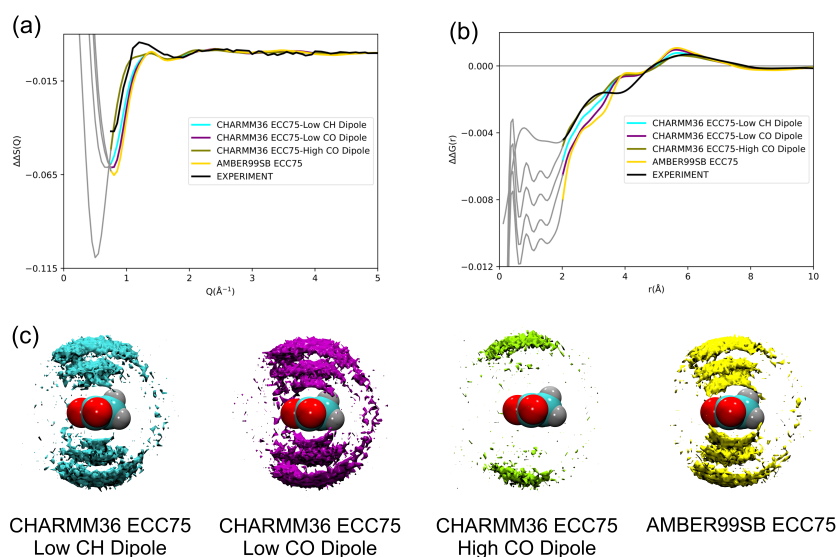 (a)
−0.015
−0.065
−0.115
ΔΔS(Q)
CHARMM36 ECC75-Low CH Dipole
CHARMM36 ECC75-Low CO Dipole
CHARMM36 ECC75-High CO Dipole
AMBER99SB ECC75
EXPERIMENT
0 1 2 3 4 5
Q(Å⁻¹)
(b)
0.000
−0.004
−0.008
−0.012
ΔΔG(r)
CHARMM36 ECC75-Low CH Dipole
CHARMM36 ECC75-Low CO Dipole
CHARMM36 ECC75-High CO Dipole
AMBER99SB ECC75
EXPERIMENT
0 2 4 6 8 10
r(Å)
(c)
CHARMM36 ECC75
Low CH Dipole
CHARMM36 ECC75
Low CO Dipole
CHARMM36 ECC75
High CO Dipole
AMBER99SB ECC75